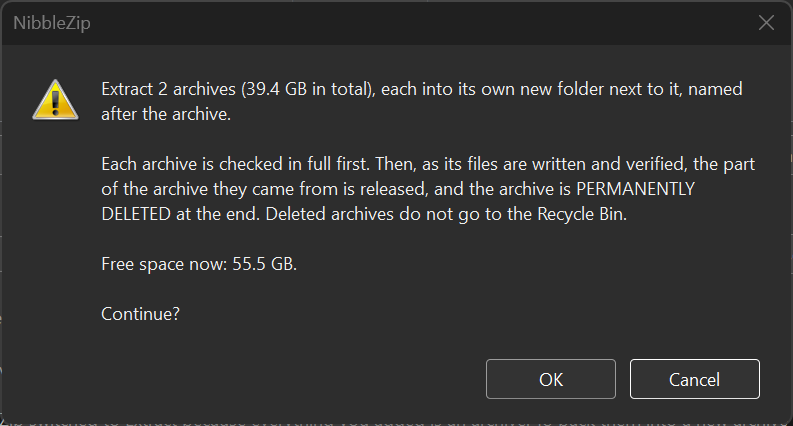 NibbleZip
Extract 2 archives (39.4 GB in total), each into its own new folder next to it, named
after the archive.
Each archive is checked in full first. Then, as its files are written and verified, the part
of the archive they came from is released, and the archive is PERMANENTLY
DELETED at the end. Deleted archives do not go to the Recycle Bin.
Free space now: 55.5 GB.
Continue?
OK
Cancel